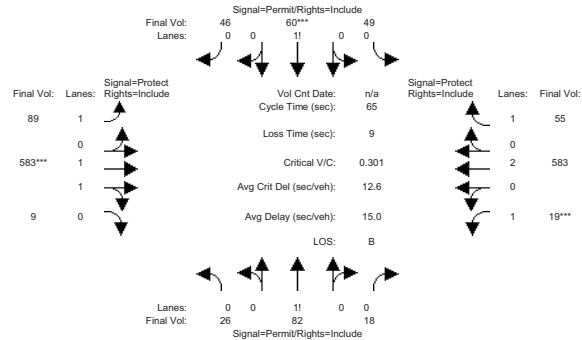 Signal=Permit/Rights=Include
Final Vol: 46 60*** 49
Lanes: 0 0 1! 0 0
Signal=Protect
Final Vol: Lanes: Rights=Include
Vol Cnt Date: n/a
Signal=Protect
Rights=Include Lanes: Final Vol:
Cycle Time (sec): 65
89 1
1 55
Loss Time (sec): 9
0
0
583*** 1
Critical V/C: 0.301
2 583
1
Avg Crit Del (sec/veh): 12.6
0
9 0
Avg Delay (sec/veh): 15.0
1 19***
LOS: B
Lanes: 0 0 1! 0 0
Final Vol: 26 82 18
Signal=Permit/Rights=Include